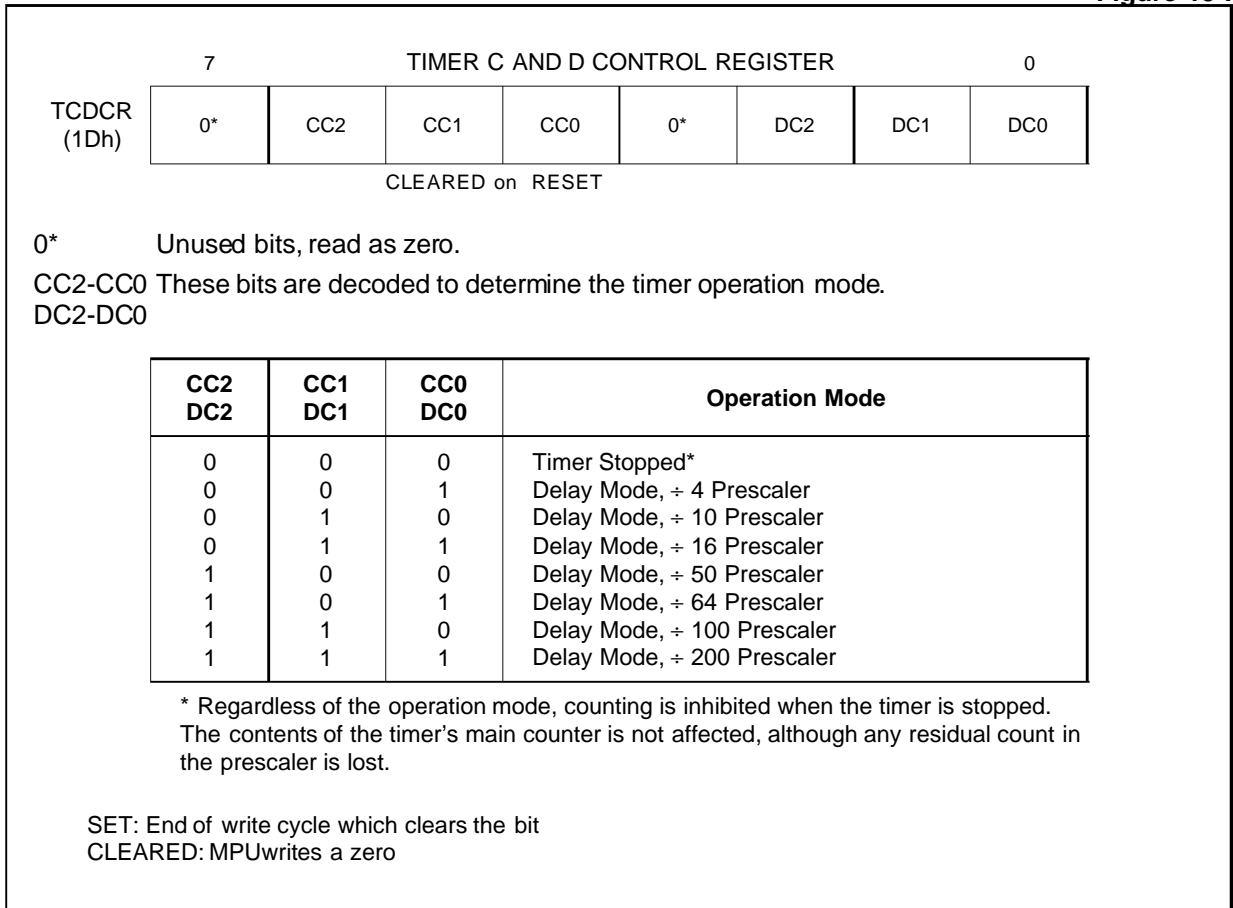 7 TIMER C AND D CONTROL REGISTER 0
TCDCR
(1Dh)
0* CC2 CC1 CC0 0* DC2 DC1 DC0
CLEARED on RESET
0* Unused bits, read as zero.
CC2-CC0 These bits are decoded to determine the timer operation mode.
DC2-DC0
CC2 CC1 CC0 Operation Mode
DC2 DC1 DC0
0 0 0 Timer Stopped*
0 0 1 Delay Mode, ÷ 4 Prescaler
0 1 0 Delay Mode, ÷ 10 Prescaler
0 1 1 Delay Mode, ÷ 16 Prescaler
1 0 0 Delay Mode, ÷ 50 Prescaler
1 0 1 Delay Mode, ÷ 64 Prescaler
1 1 0 Delay Mode, ÷ 100 Prescaler
1 1 1 Delay Mode, ÷ 200 Prescaler
* Regardless of the operation mode, counting is inhibited when the timer is stopped.
The contents of the timer's main counter is not affected, although any residual count in
the prescaler is lost.
SET: End of write cycle which clears the bit
CLEARED: MPUwrites a zero